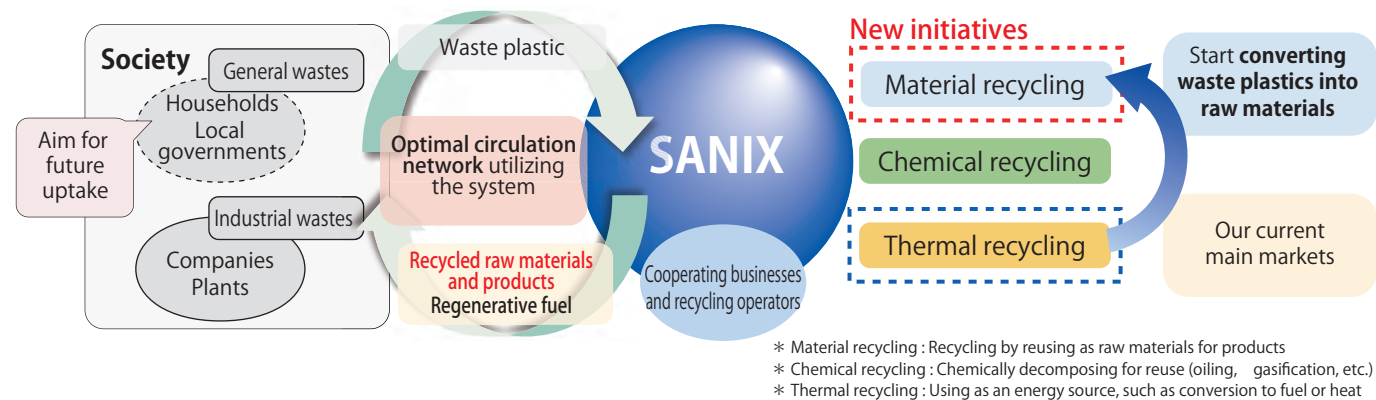 Society
General wastes
Households
Local
governments
Aim for
future
uptake
Industrial wastes
Companies
Plants
Waste plastic
Optimal circulation
network utilizing
the system
Recycled raw materials
and products
Regenerative fuel
SANIX
Cooperating businesses
and recycling operators
New initiatives
Material recycling
Chemical recycling
Thermal recycling
Start converting
waste plastics into
raw materials
Our current
main markets
* Material recycling : Recycling by reusing as raw materials for products
* Chemical recycling : Chemically decomposing for reuse (oiling, gasification, etc.)
* Thermal recycling : Using as an energy source, such as conversion to fuel or heat